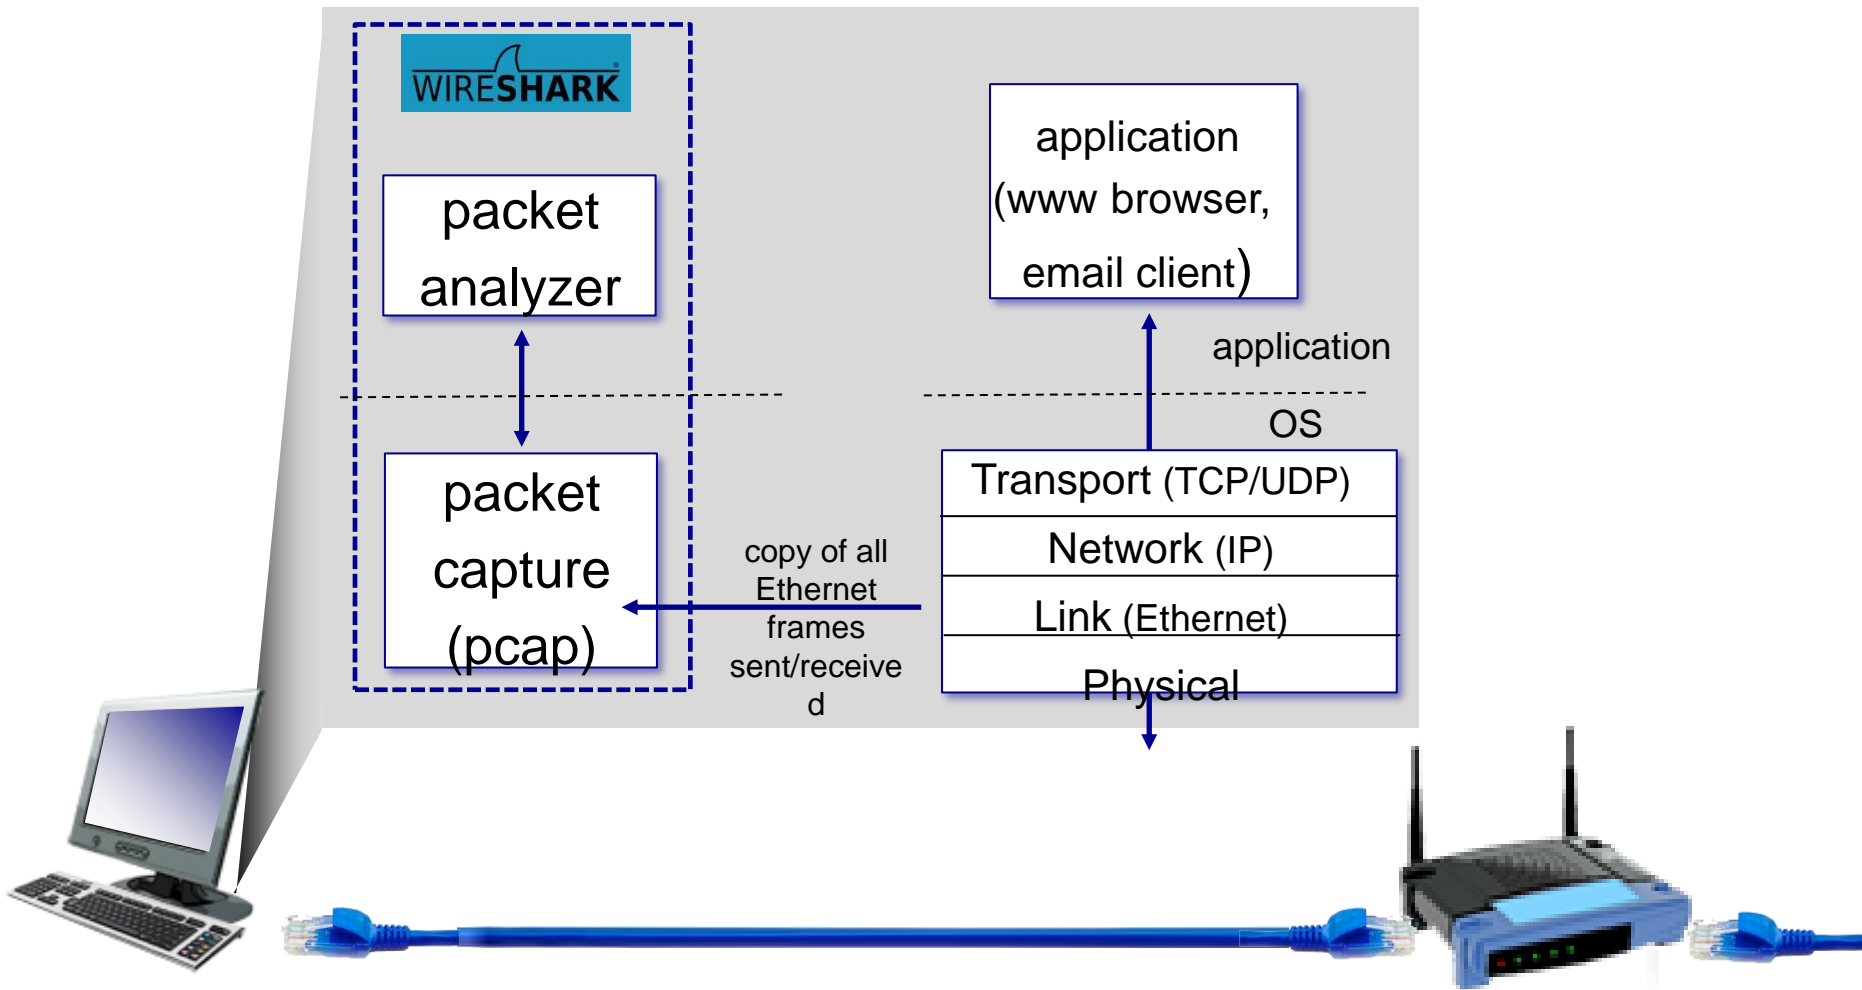 WIRESHARK
packet
analyzer
packet
capture
(pcap)
copy of all
Ethernet
frames
sent/receive
d
application
(www browser,
email client)
application
OS
Transport (TCP/UDP)
Network (IP)
Link (Ethernet)
Physical